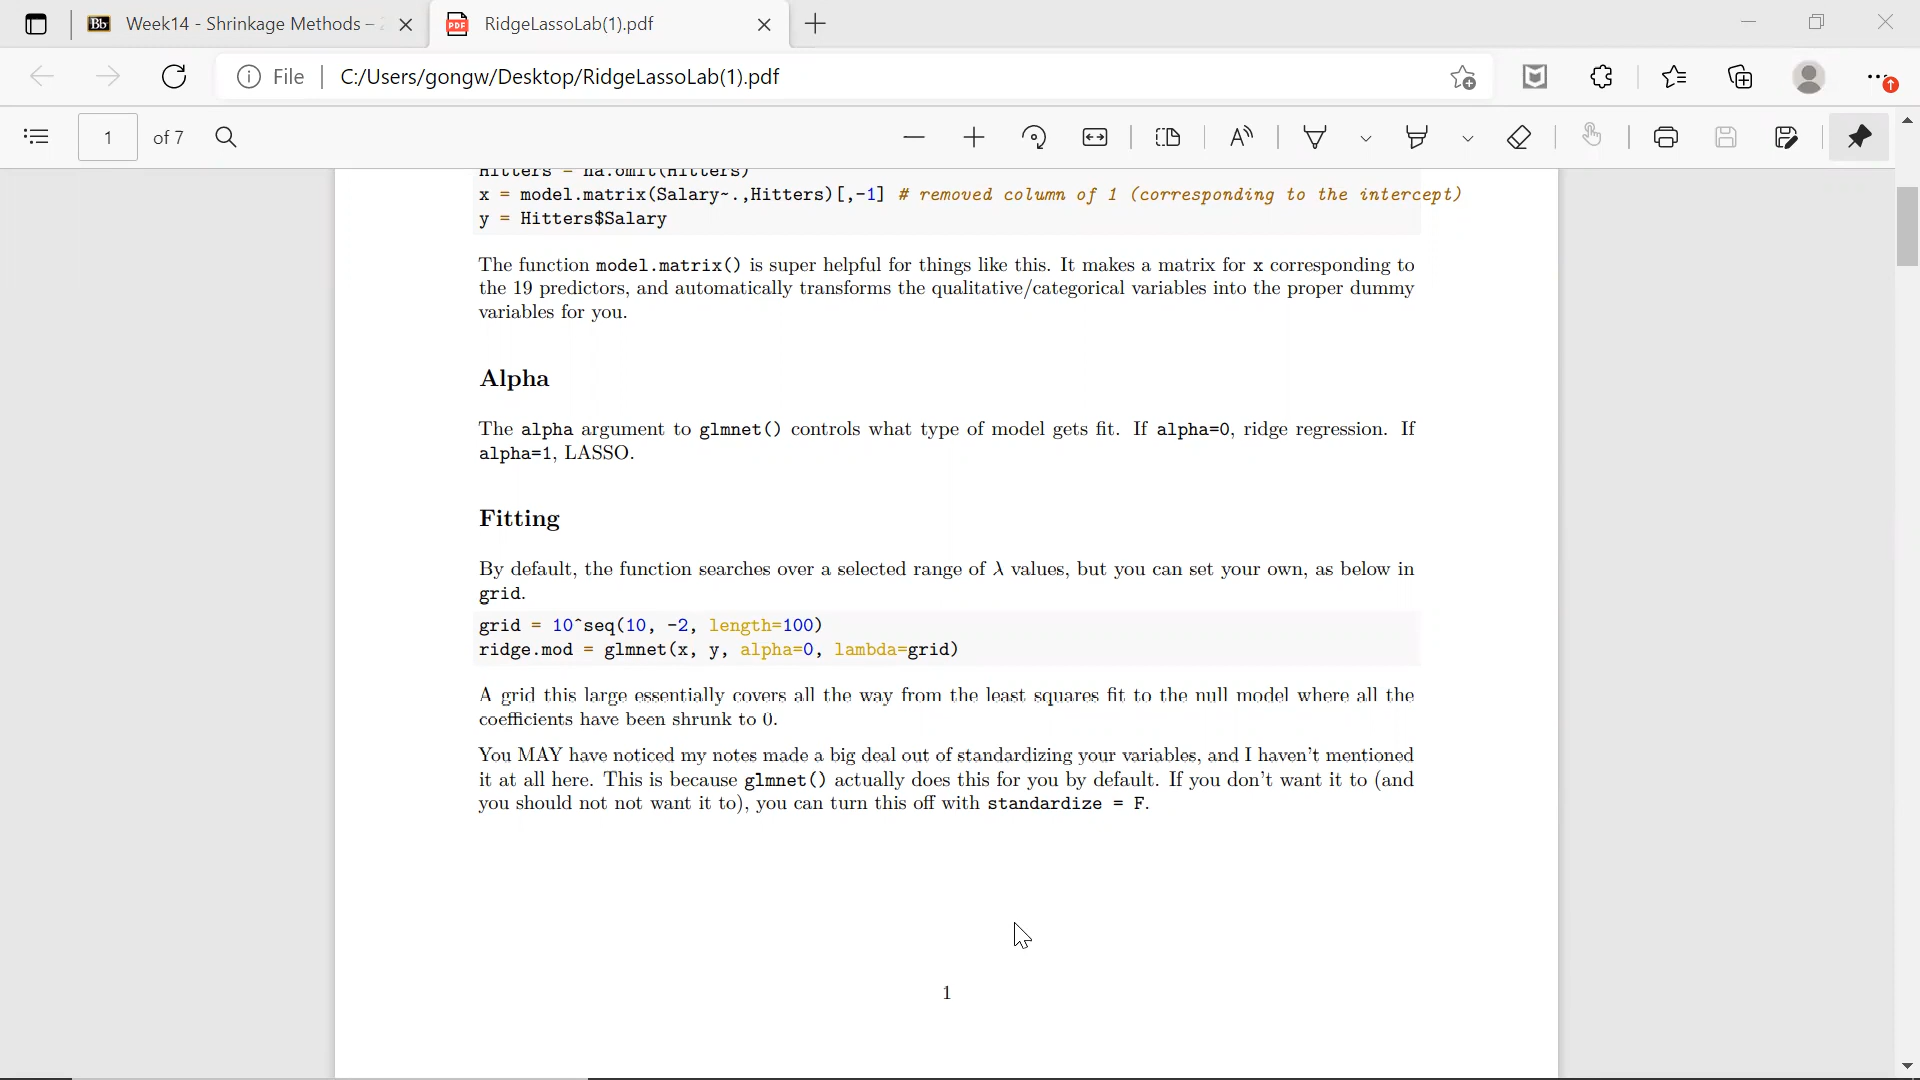 Week14 - Shrinkage Methods –
RidgeLassoLab(1).pdf
File
C:/Users/gongw/Desktop/RidgeLassoLab(1).pdf
1 of 7
Hitters = na.omit(Hitters)
x = model.matrix(Salary~.,Hitters)[,-1] # removed column of 1 (corresponding to the intercept)
y = Hitters$Salary
The function model.matrix() is super helpful for things like this. It makes a matrix for x corresponding to
the 19 predictors, and automatically transforms the qualitative/categorical variables into the proper dummy
variables for you.
Alpha
The alpha argument to glmnet() controls what type of model gets fit. If alpha=0, ridge regression. If
alpha=1, LASSO.
Fitting
By default, the function searches over a selected range of λ values, but you can set your own, as below in
grid.
grid = 10^seq(10, -2, length=100)
ridge.mod = glmnet(x, y, alpha=0, lambda=grid)
A grid this large essentially covers all the way from the least squares fit to the null model where all the
coefficients have been shrunk to 0.
You MAY have noticed my notes made a big deal out of standardizing your variables, and I haven't mentioned
it at all here. This is because glmnet() actually does this for you by default. If you don't want it to (and
you should not not want it to), you can turn this off with standardize = F.
1